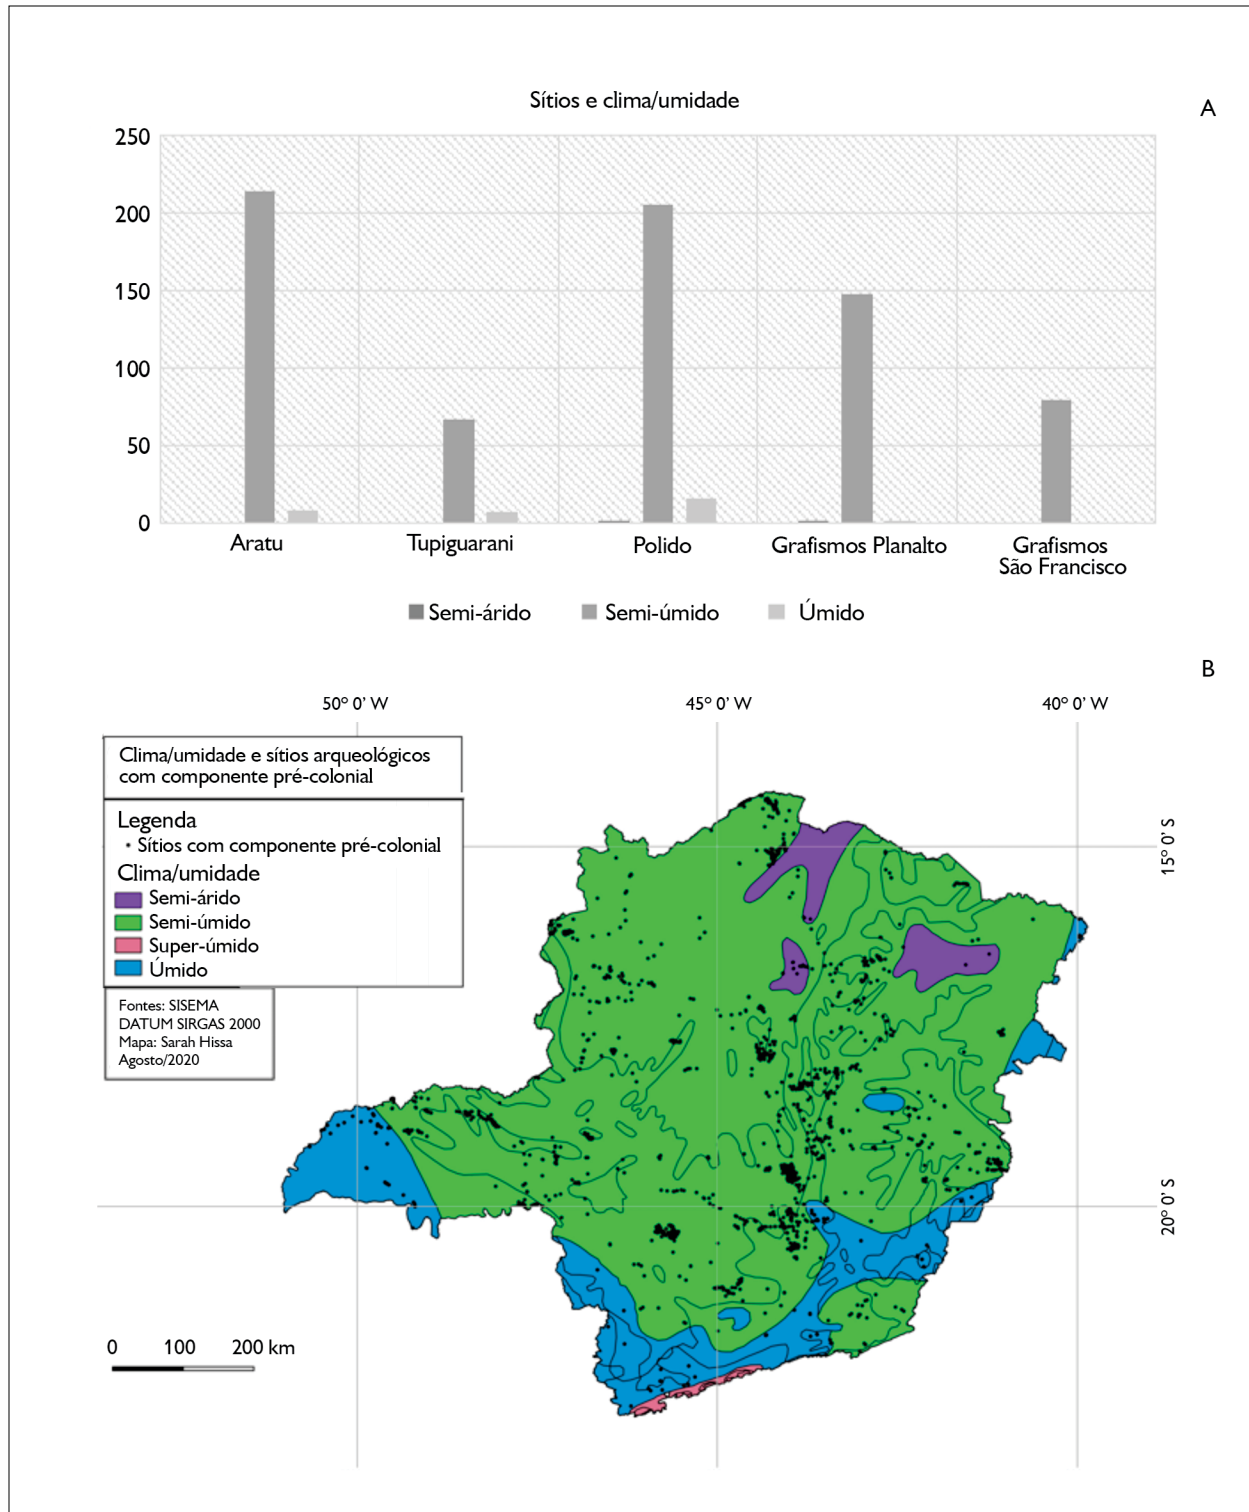 Sítios e clima/umidade
A
250
200
150
100
50
0
Aratu
Tupiguarani
Polido
Grafismos Planalto
Grafismos
São Francisco
Semi-árido
Semi-úmido
Úmido
B
50° 0' W
45° 0' W
40° 0' W
Clima/umidade e sítios arqueológicos
com componente pré-colonial
Legenda
Sítios com componente pré-colonial
Clima/umidade
Semi-árido
Semi-úmido
Super-úmido
Úmido
Fontes: SISEMA
DATUM SIRGAS 2000
Mapa: Sarah Hissa
Agosto/2020
15° 0' S
20° 0' S
0 100 200 km